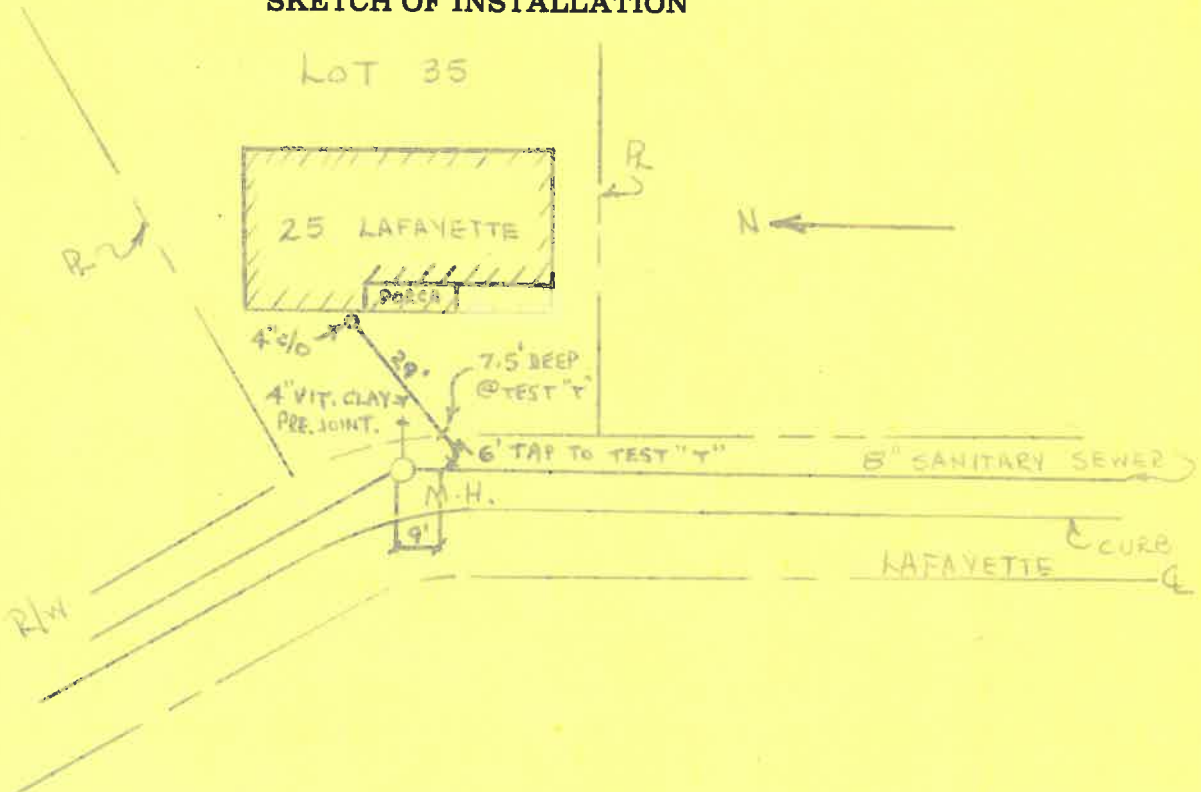 SKETCH OF INSTALLATION
LOT 35
PL
25 LAFAYETTE
N
PL
PORCH
4" c/o
29.
7.5' DEEP
@ TEST "T"
4" VIT. CLAY
PRE. JOINT.
6' TAP TO TEST "T"
8" SANITARY SEWER
M.H.
9'
CURB
LAFAYETTE
CL
R/W